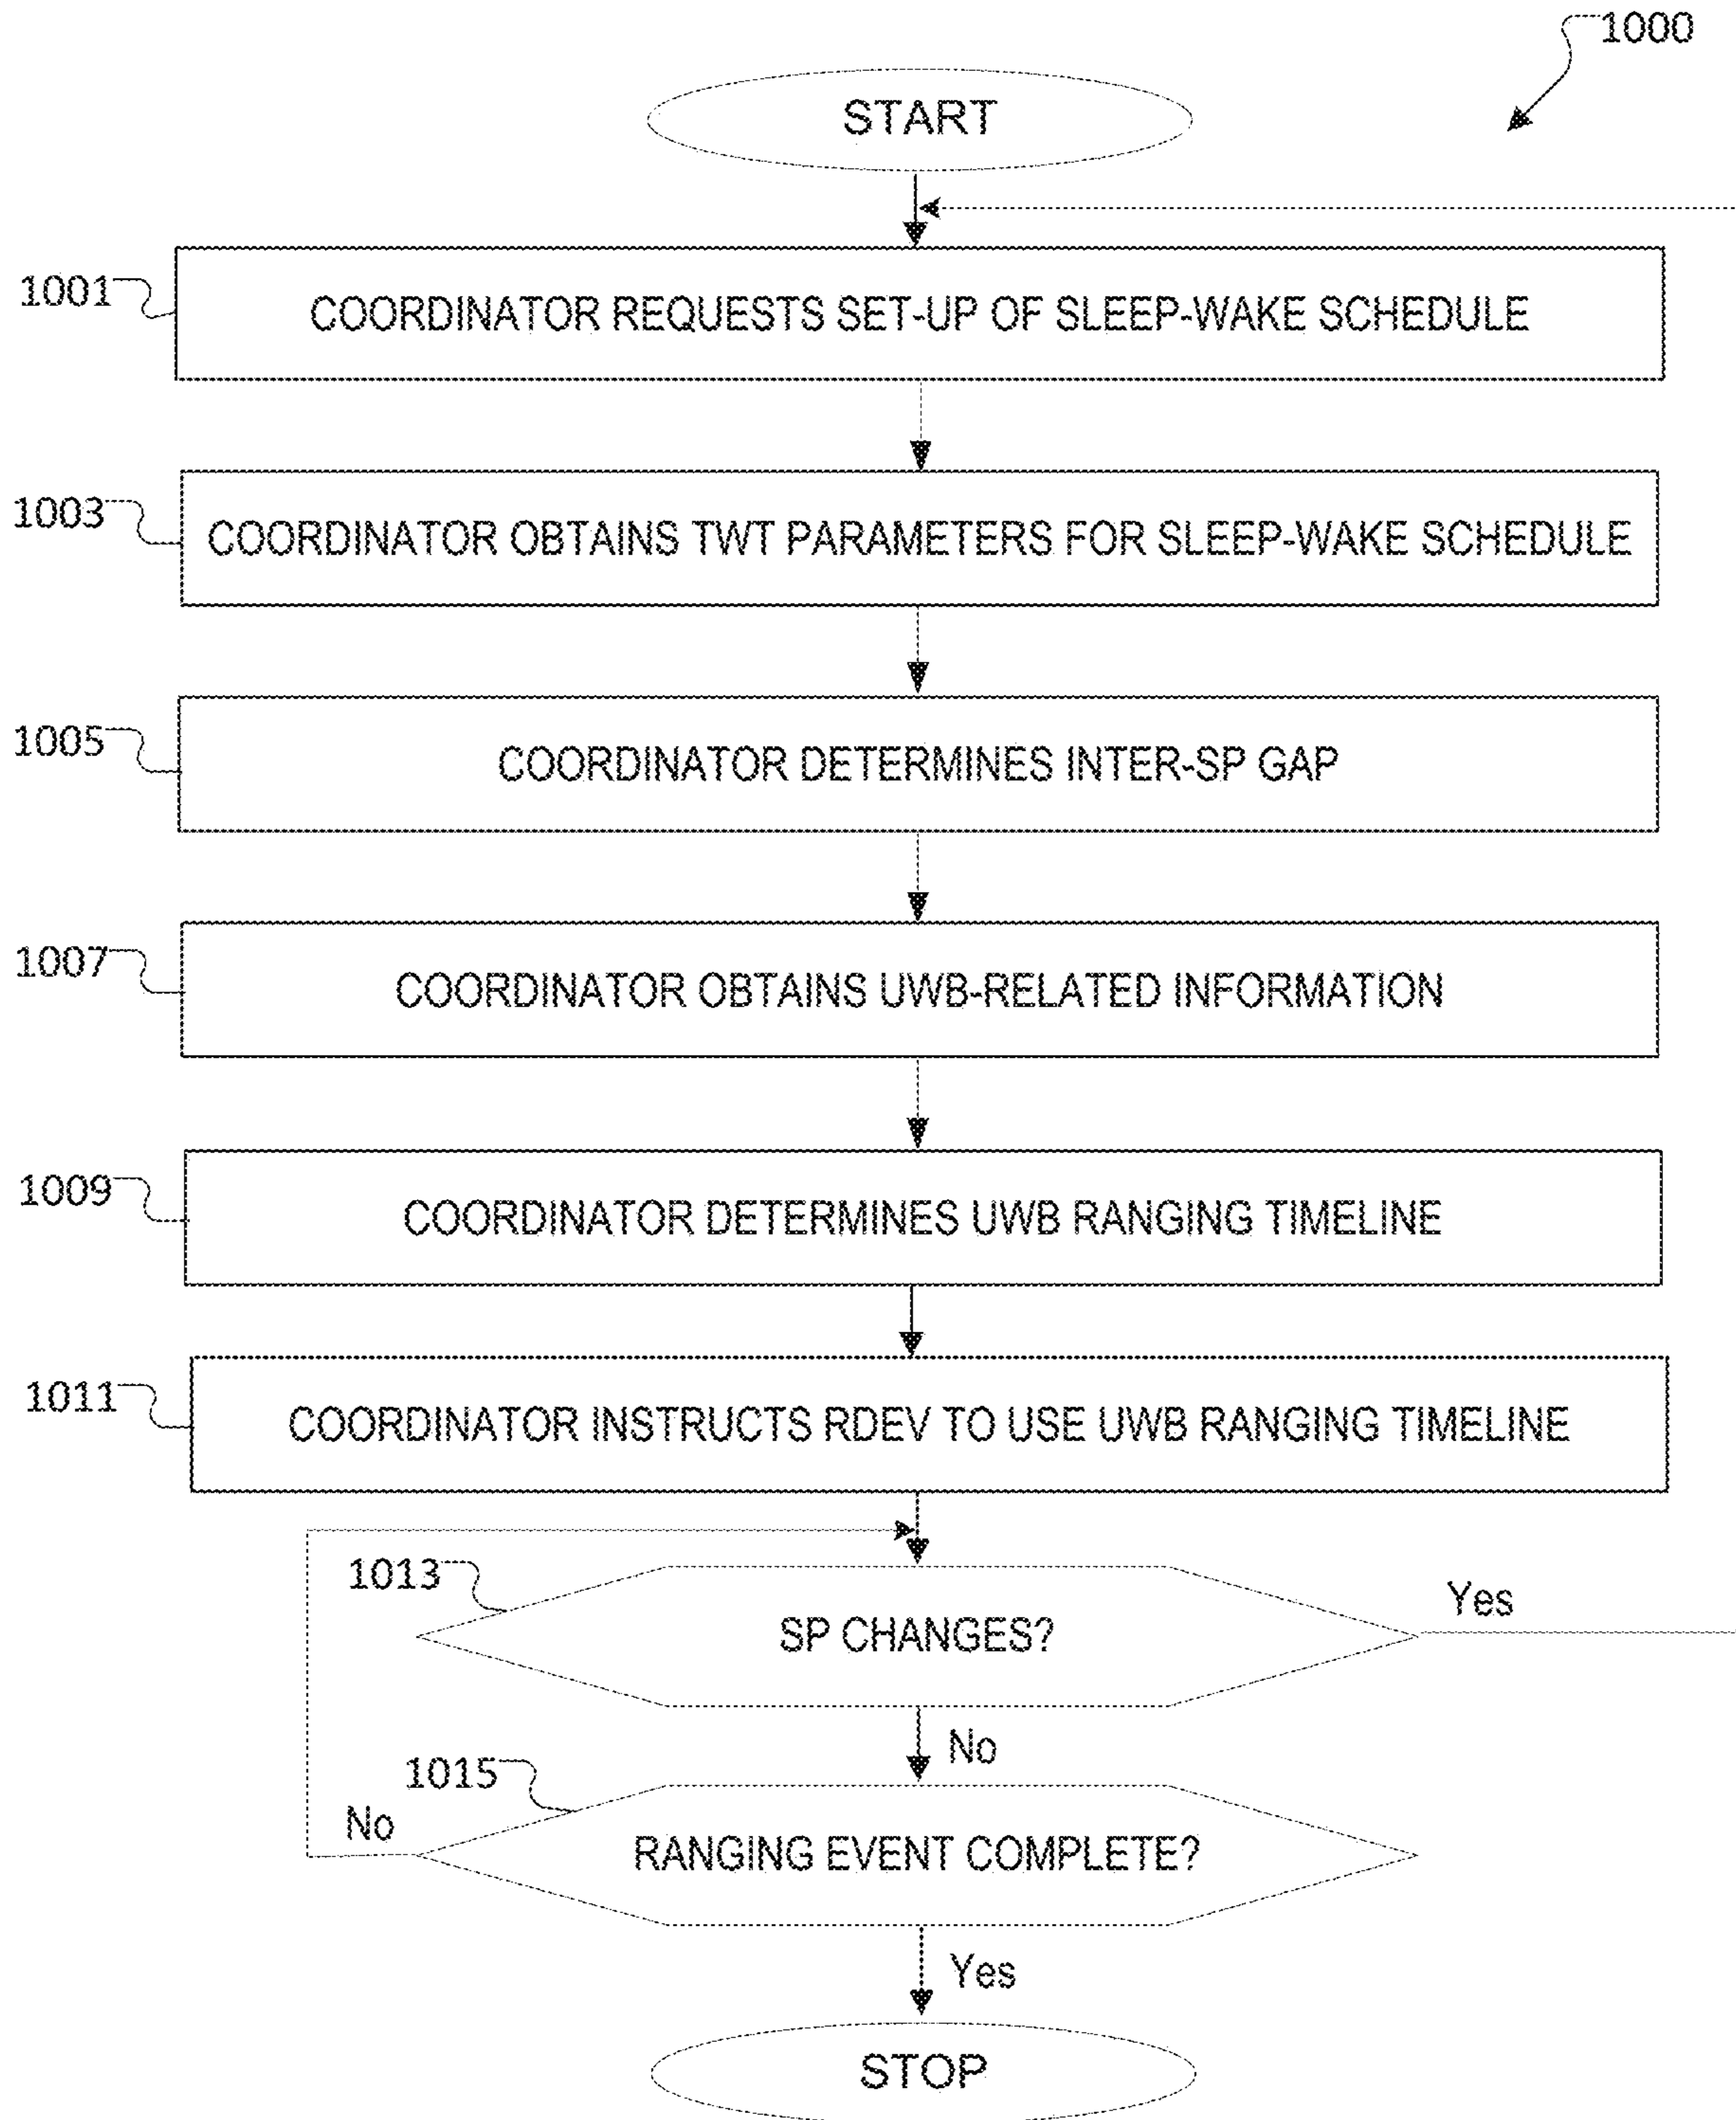 1000
START
1001
COORDINATOR REQUESTS SET-UP OF SLEEP-WAKE SCHEDULE
1003
COORDINATOR OBTAINS TWT PARAMETERS FOR SLEEP-WAKE SCHEDULE
1005
COORDINATOR DETERMINES INTER-SP GAP
1007
COORDINATOR OBTAINS UWB-RELATED INFORMATION
1009
COORDINATOR DETERMINES UWB RANGING TIMELINE
1011
COORDINATOR INSTRUCTS RDEV TO USE UWB RANGING TIMELINE
1013
SP CHANGES?
Yes
No
1015
RANGING EVENT COMPLETE?
No
Yes
STOP